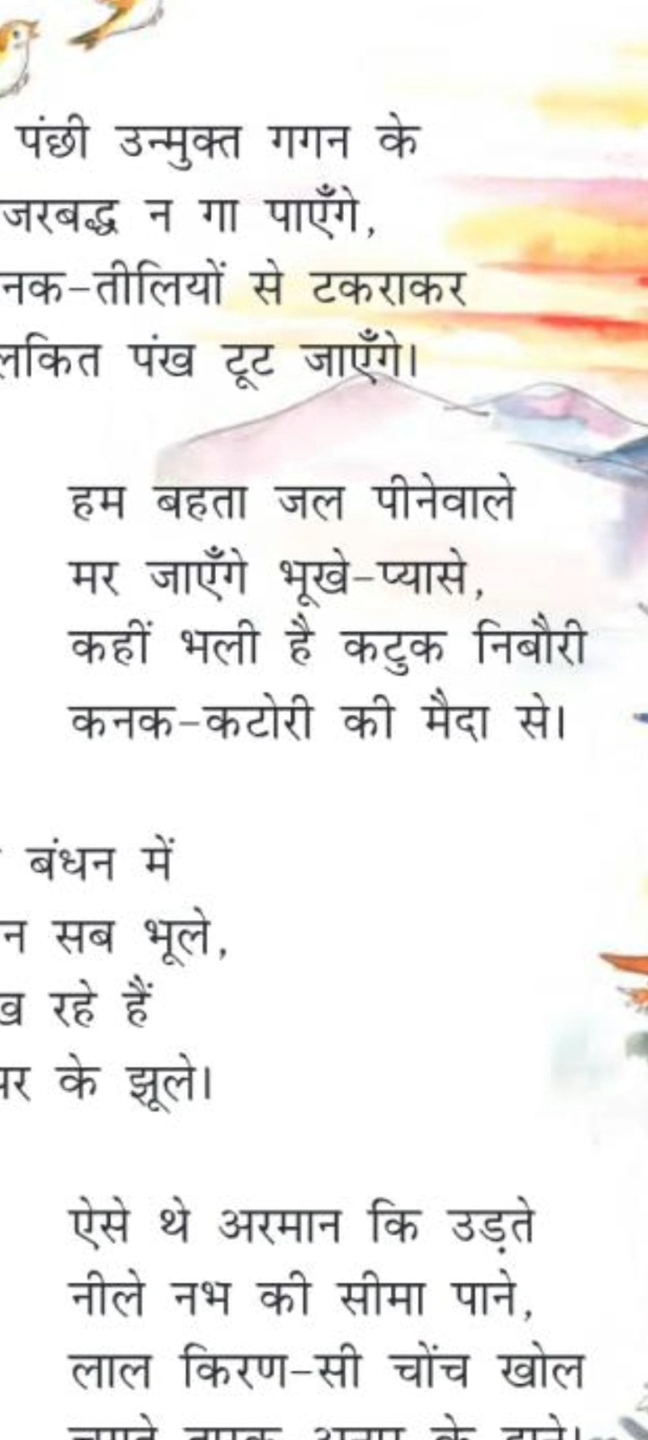 पंछी उन्मुक्त गगन के
जरबद्ध न गा पाएँगे,
नक-तीलियों से टकराकर
लकित पंख टूट जाएँगे।
हम बहता जल पीनेवाले
मर जाएँगे भूखे-प्यासे,
कहीं भली है कटुक निबौरी
कनक-कटोरी की मैदा से।
बंधन में
न सब भूले,
ख रहे हैं
पर के झूले।
ऐसे थे अरमान कि उड़ते
नीले नभ की सीमा पाने,
लाल किरण-सी चोंच खोल